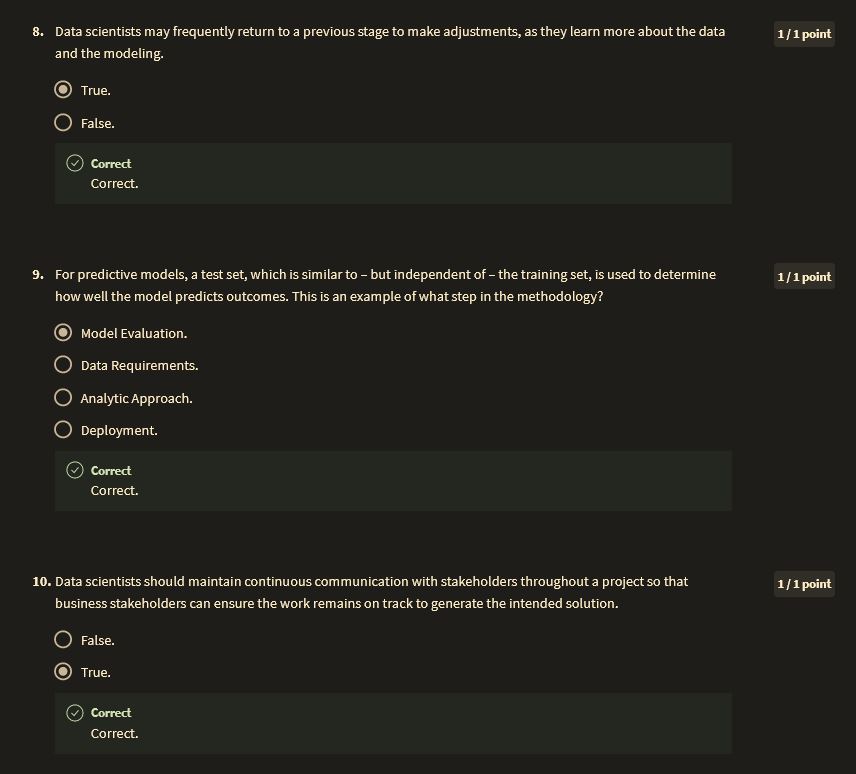 8. Data scientists may frequently return to a previous stage to make adjustments, as they learn more about the data
1 / 1 point
and the modeling.
True.
False.
Correct
Correct.
9. For predictive models, a test set, which is similar to – but independent of – the training set, is used to determine
1 / 1 point
how well the model predicts outcomes. This is an example of what step in the methodology?
Model Evaluation.
Data Requirements.
Analytic Approach.
Deployment.
Correct
Correct.
10. Data scientists should maintain continuous communication with stakeholders throughout a project so that
1 / 1 point
business stakeholders can ensure the work remains on track to generate the intended solution.
False.
True.
Correct
Correct.